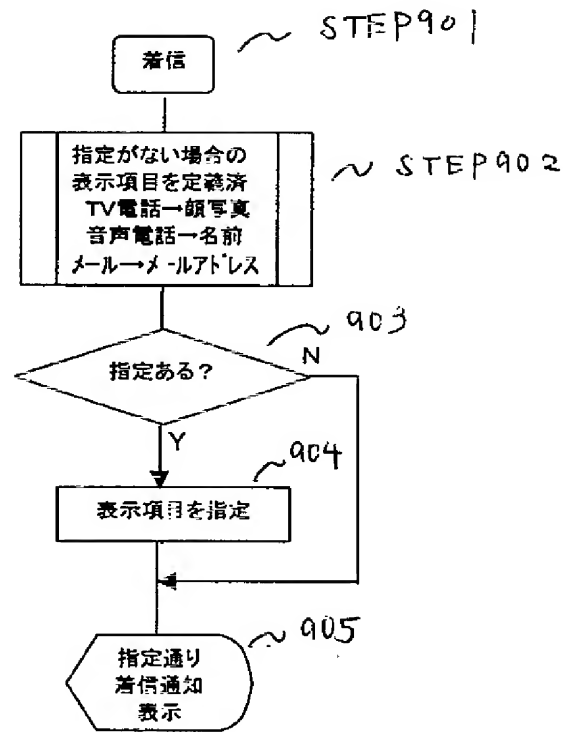 着信
STEP901
指定がない場合の
表示項目を定義済
TV電話→顔写真
音声電話→名前
メール→メールアドレス
STEP902
903
指定ある？
N
Y
904
表示項目を指定
905
指定通り
着信通知
表示